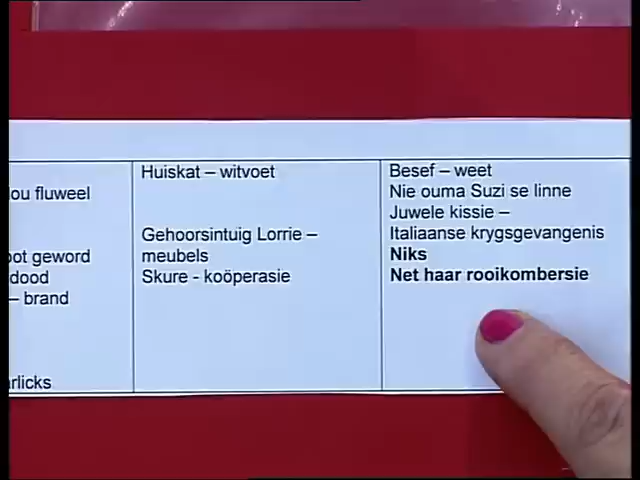 lou fluweel
oot geword
dood
– brand
arlicks
Huiskat – witvoet
Gehoorsintuig Lorrie –
meubels
Skure - koöperasie
Besef – weet
Nie ouma Suzi se linne
Juwele kissie –
Italiaanse krygsgevangenis
Niks
Net haar rooikombersie